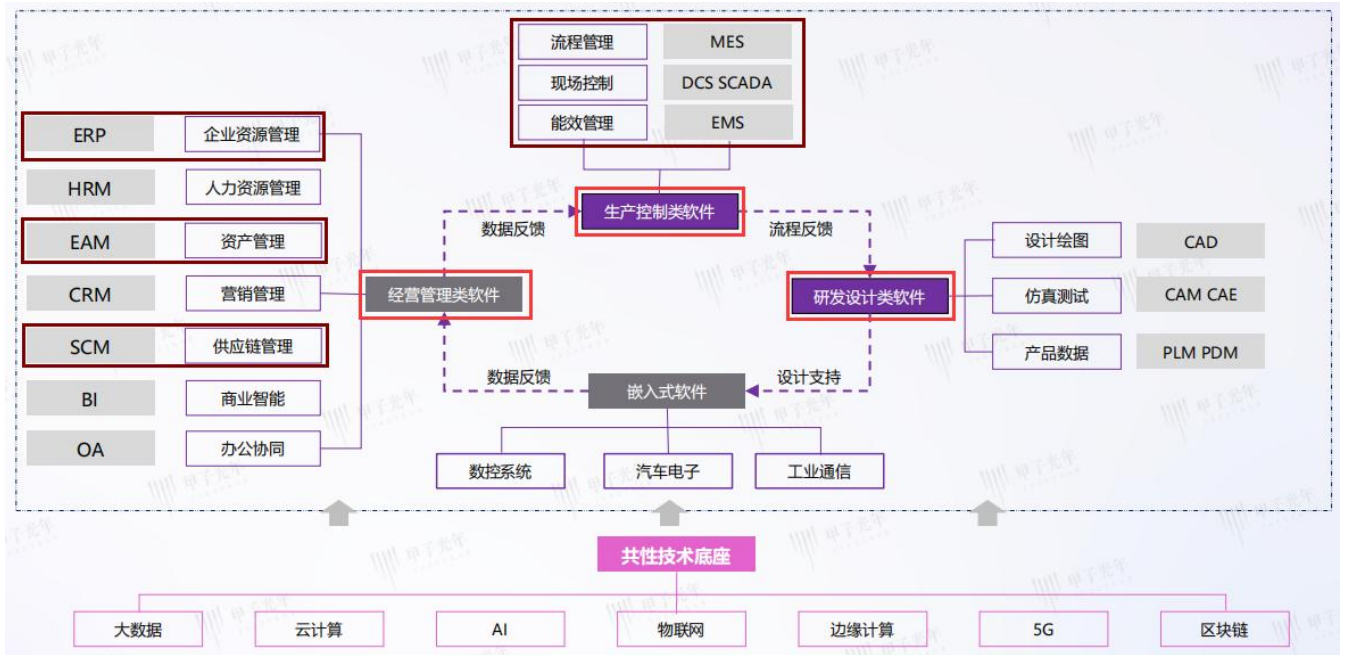 流程管理 MES
现场控制 DCS SCADA
能效管理 EMS
ERP 企业资源管理
HRM 人力资源管理
EAM 资产管理
CRM 营销管理
SCM 供应链管理
BI 商业智能
OA 办公协同
生产控制类软件
数据反馈
流程反馈
经营管理类软件
研发设计类软件
设计绘图 CAD
仿真测试 CAM CAE
产品数据 PLM PDM
数据反馈
设计支持
嵌入式软件
数控系统 汽车电子 工业通信
共性技术底座
大数据 云计算 AI 物联网 边缘计算 5G 区块链
甲子光年